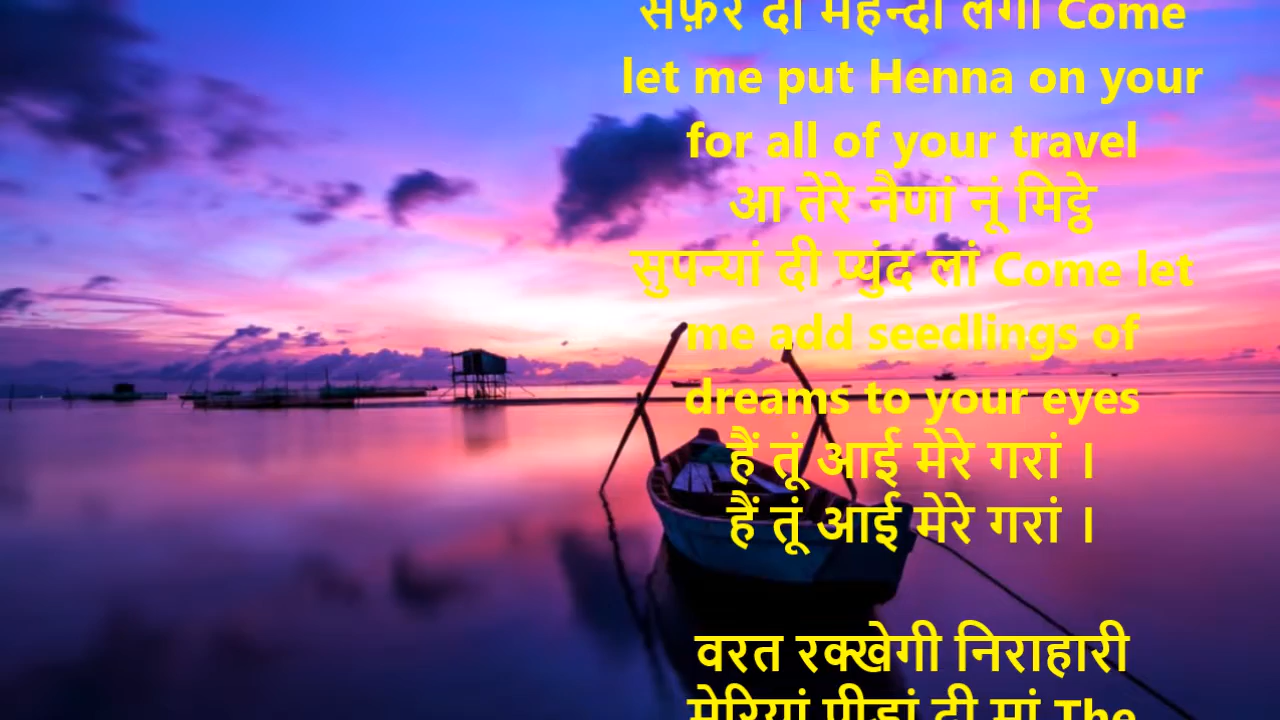 सफ़र दी मेहन्दी लगां Come
let me put Henna on your
for all of your travel
आ तेरे नैणां नूं मिट्ठे
सुपन्यां दी प्युंद लां Come let
me add seedlings of
dreams to your eyes
हैं तूं आई मेरे गरां ।
हैं तूं आई मेरे गरां ।
वरत रक्खेगी निराहारी
मेरियां पीड़ां दी मां The